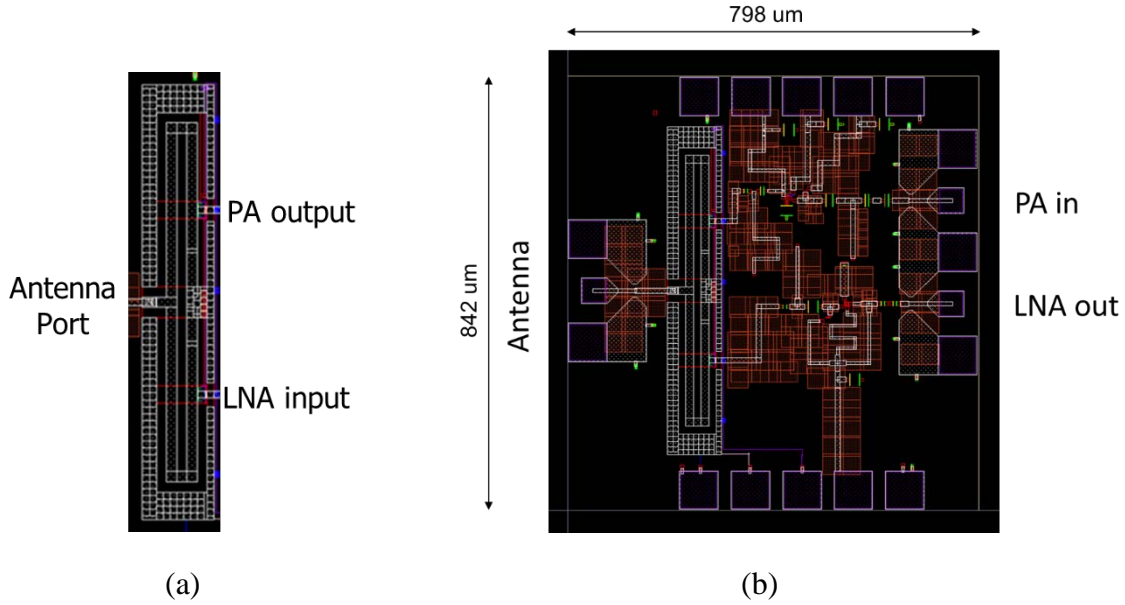 798 um
PA output
Antenna
Port
LNA input
842 um
Antenna
PA in
LNA out
(a)
(b)